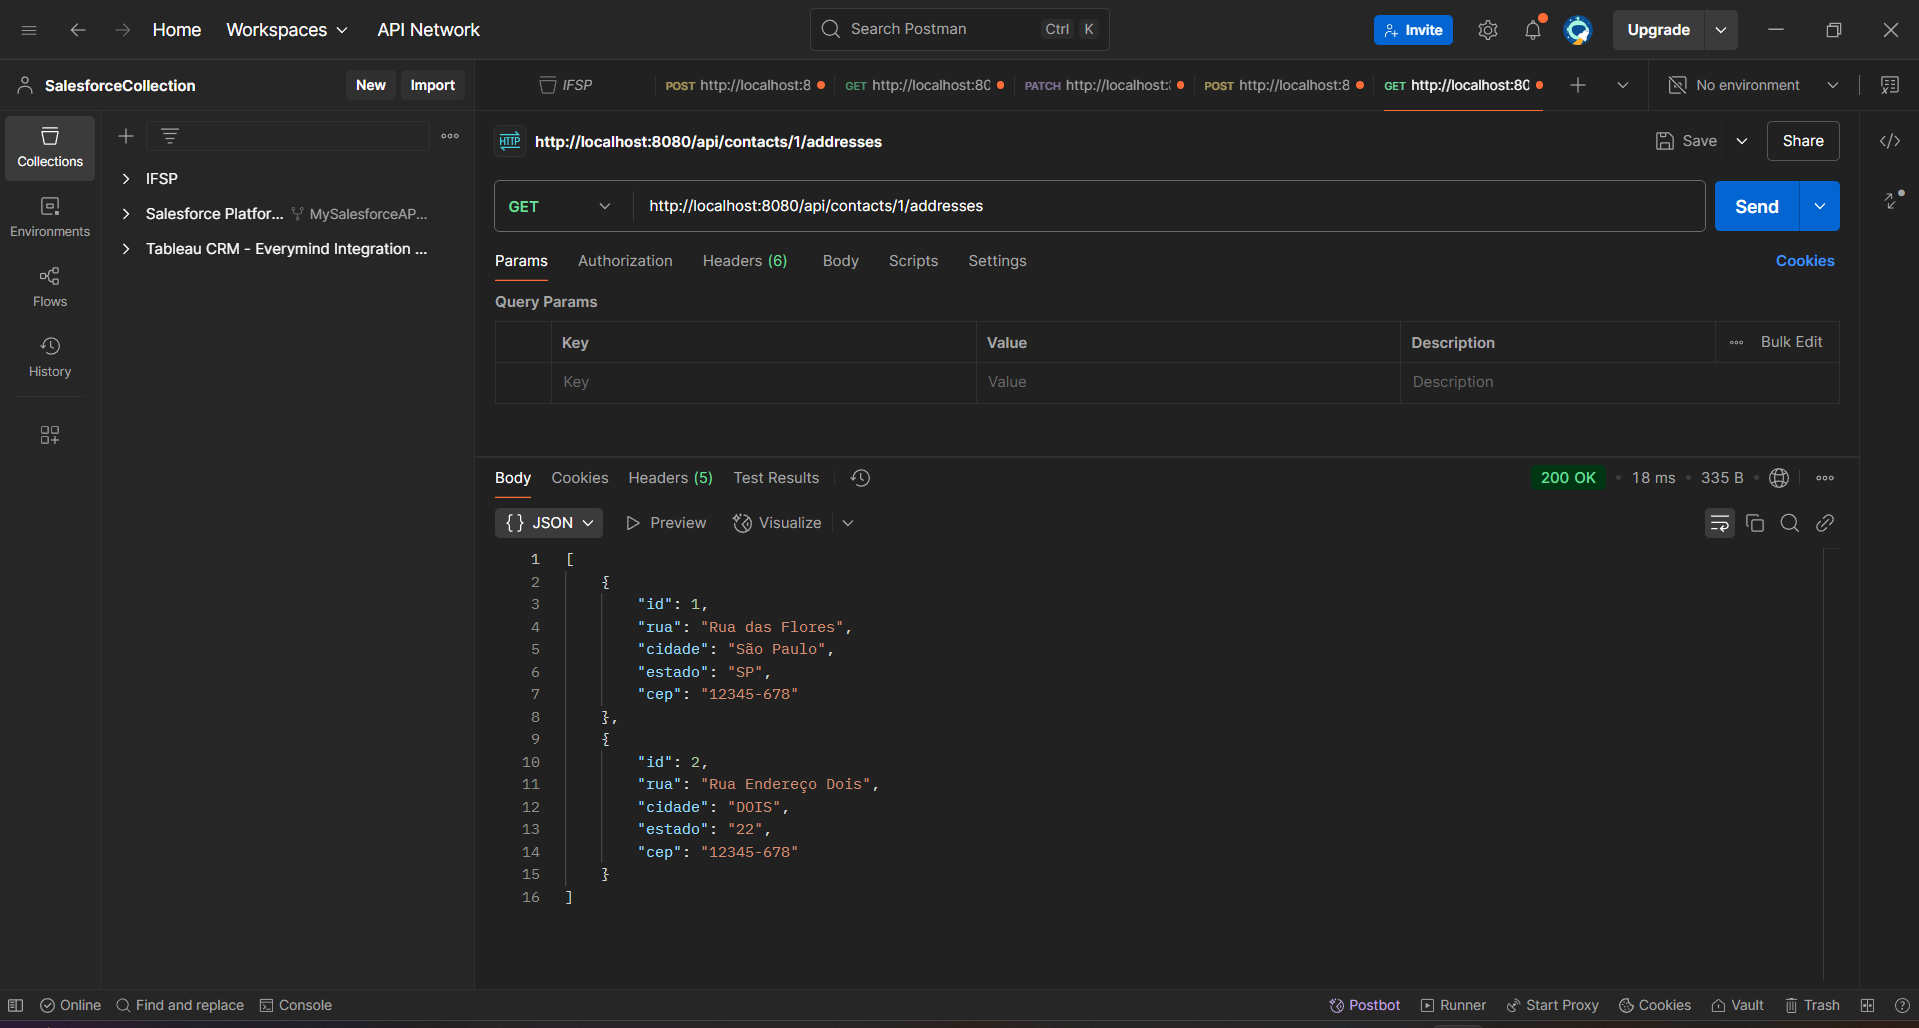 Home Workspaces API Network Search Postman Ctrl K Invite Upgrade
SalesforceCollection New Import IFSP POST http://localhost:8 GET http://localhost:80 PATCH http://localhost: POST http://localhost:8 GET http://localhost:80 No environment
Collections
Environments
Flows
History
IFSP
Salesforce Platfor... MySalesforceAP...
Tableau CRM - Everymind Integration ...
HTTP http://localhost:8080/api/contacts/1/addresses Save Share
GET http://localhost:8080/api/contacts/1/addresses Send
Params Authorization Headers (6) Body Scripts Settings Cookies
Query Params
Key Value Description Bulk Edit
Key Value Description
Body Cookies Headers (5) Test Results 200 OK • 18 ms • 335 B
{} JSON Preview Visualize
1 [
2 {
3 "id": 1,
4 "rua": "Rua das Flores",
5 "cidade": "São Paulo",
6 "estado": "SP",
7 "cep": "12345-678"
8 },
9 {
10 "id": 2,
11 "rua": "Rua Endereço Dois",
12 "cidade": "DOIS",
13 "estado": "22",
14 "cep": "12345-678"
15 }
16 ]
Online Find and replace Console Postbot Runner Start Proxy Cookies Vault Trash